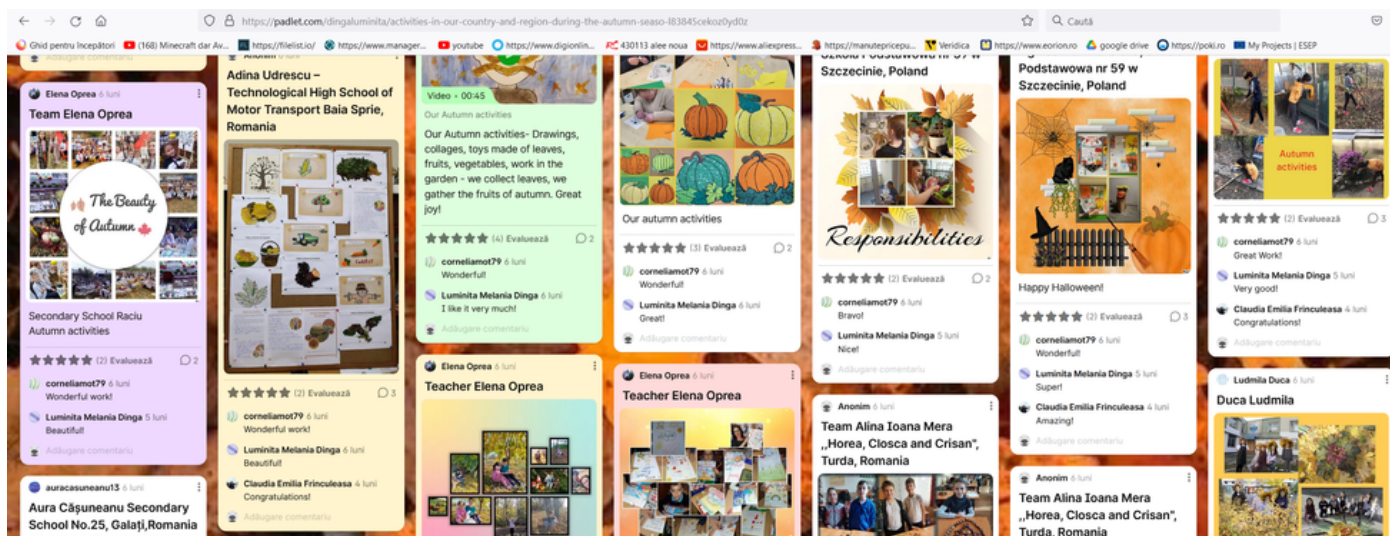 https://padlet.com/dingaluminita/activities-in-our-country-and-region-during-the-autumn-seaso-l83845cekoz0yd0z
Caută
Ghid pentru începători
(168) Minecraft dar Av...
https://filelist.io/
https://www.manager...
youtube
https://www.digionlin...
430113 alee noua
https://www.aliexpress...
https://manutepricepu...
Veridica
https://www.eorion.ro
google drive
https://poki.ro
My Projects | ESEP
Adăugare comentariu
Elena Oprea 6 luni
Team Elena Oprea
The Beauty
of Autumn
Secondary School Raciu
Autumn activities
(2) Evaluează
2
corneliamot79 6 luni
Wonderful work!
Luminita Melania Dinga 5 luni
Beautiful!
Adăugare comentariu
auracasuneanu13 6 luni
Aura Cășuneanu Secondary
School No.25, Galați,Romania
Anonim 6 luni
Adina Udrescu –
Technological High School of
Motor Transport Baia Sprie,
Romania
(2) Evaluează
3
corneliamot79 6 luni
Wonderful work!
Luminita Melania Dinga 6 luni
Beautiful!
Claudia Emilia Frinculeasa 4 luni
Congratulations!
Adăugare comentariu
Video • 00:45
Our Autumn activities
Our Autumn activities- Drawings,
collages, toys made of leaves,
fruits, vegetables, work in the
garden - we collect leaves, we
gather the fruits of autumn. Great
joy!
(4) Evaluează
2
corneliamot79 6 luni
Wonderful!
Luminita Melania Dinga 6 luni
I like it very much!
Adăugare comentariu
Elena Oprea 6 luni
Teacher Elena Oprea
Our autumn activities
(3) Evaluează
2
corneliamot79 6 luni
Wonderful!
Luminita Melania Dinga 6 luni
Great!
Adăugare comentariu
Elena Oprea 6 luni
Teacher Elena Oprea
Szkoła Podstawowa nr 59 w
Szczecinie, Poland
Responsibilities
(2) Evaluează
2
corneliamot79 6 luni
Bravo!
Luminita Melania Dinga 5 luni
Nice!
Adăugare comentariu
Anonim 6 luni
Team Alina Ioana Mera
,,Horea, Closca and Crisan",
Turda, Romania
Podstawowa nr 59 w
Szczecinie, Poland
Happy Halloween!
(2) Evaluează
3
corneliamot79 6 luni
Wonderful!
Luminita Melania Dinga 5 luni
Super!
Claudia Emilia Frinculeasa 4 luni
Amazing!
Adăugare comentariu
Anonim 6 luni
Team Alina Ioana Mera
,,Horea, Closca and Crisan",
Turda, Romania
Autumn
activities
(2) Evaluează
3
corneliamot79 6 luni
Great Work!
Luminita Melania Dinga 5 luni
Very good!
Claudia Emilia Frinculeasa 4 luni
Congratulations!
Adăugare comentariu
Ludmila Duca 6 luni
Duca Ludmila